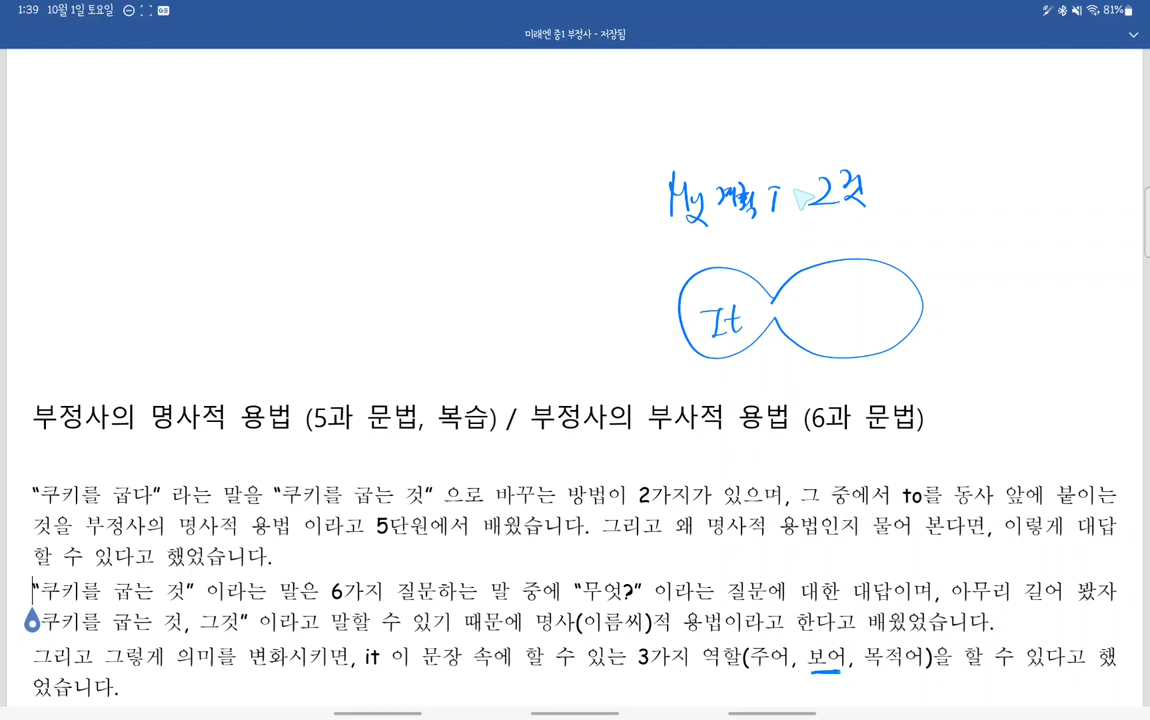 1:39 10월 1일 토요일
81%
미래엔 중1 부정사 - 저장됨
My 계획 T 그것
It
부정사의 명사적 용법 (5과 문법, 복습) / 부정사의 부사적 용법 (6과 문법)
“쿠키를 굽다” 라는 말을 “쿠키를 굽는 것” 으로 바꾸는 방법이 2가지가 있으며, 그 중에서 to를 동사 앞에 붙이는
것을 부정사의 명사적 용법 이라고 5단원에서 배웠습니다. 그리고 왜 명사적 용법인지 물어 본다면, 이렇게 대답
할 수 있다고 했었습니다.
“쿠키를 굽는 것” 이라는 말은 6가지 질문하는 말 중에 “무엇?” 이라는 질문에 대한 대답이며, 아무리 길어 봤자
쿠키를 굽는 것, 그것” 이라고 말할 수 있기 때문에 명사(이름씨)적 용법이라고 한다고 배웠었습니다.
그리고 그렇게 의미를 변화시키면, it 이 문장 속에 할 수 있는 3가지 역할(주어, 보어, 목적어)을 할 수 있다고 했
었습니다.